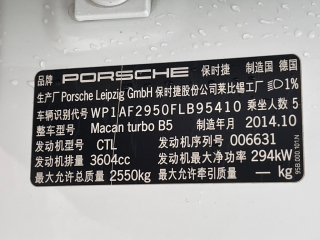 品牌 PORSCHE 保时捷 制造国 德国
生产厂 Porsche Leipzig GmbH 保时捷股份公司莱比锡工厂 1%
车辆识别代号 WP1AF2950FLB95410 乘坐人数 5
整车型号 Macan turbo B5 制造年月 2014.10
发动机型号 CTL 发动机序列号 006631
发动机排量 3604cc 发动机最大净功率 294kW
最大允许总质量 2550kg 最大允许牵引质量 — kg
95B 000 101 N